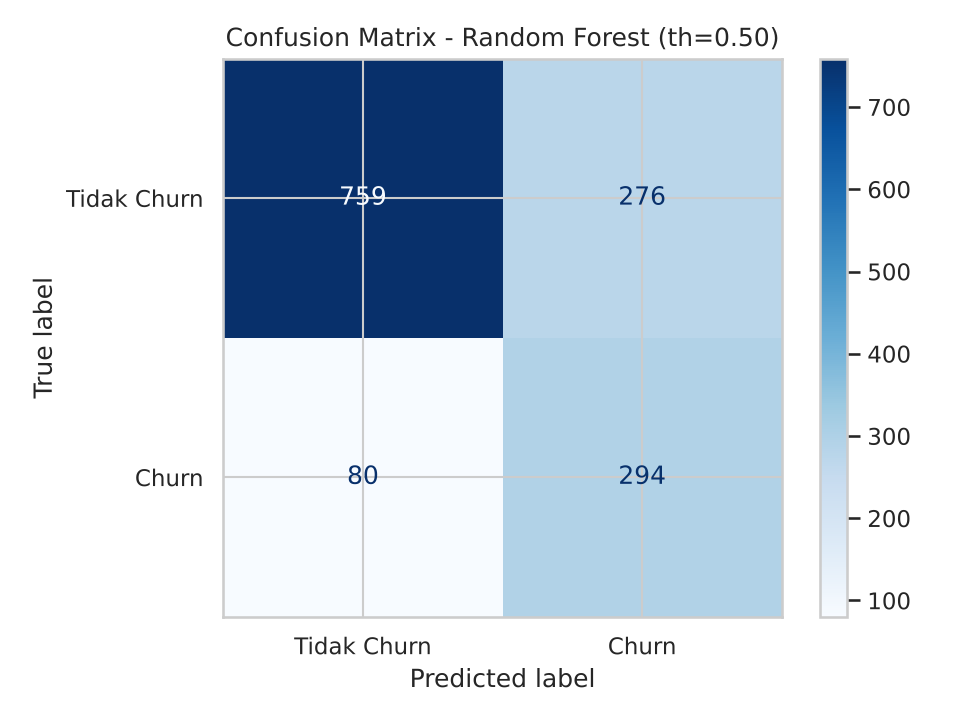 Confusion Matrix - Random Forest (th=0.50)
True label
Tidak Churn
759
276
Churn
80
294
Tidak Churn
Churn
Predicted label
700
600
500
400
300
200
100